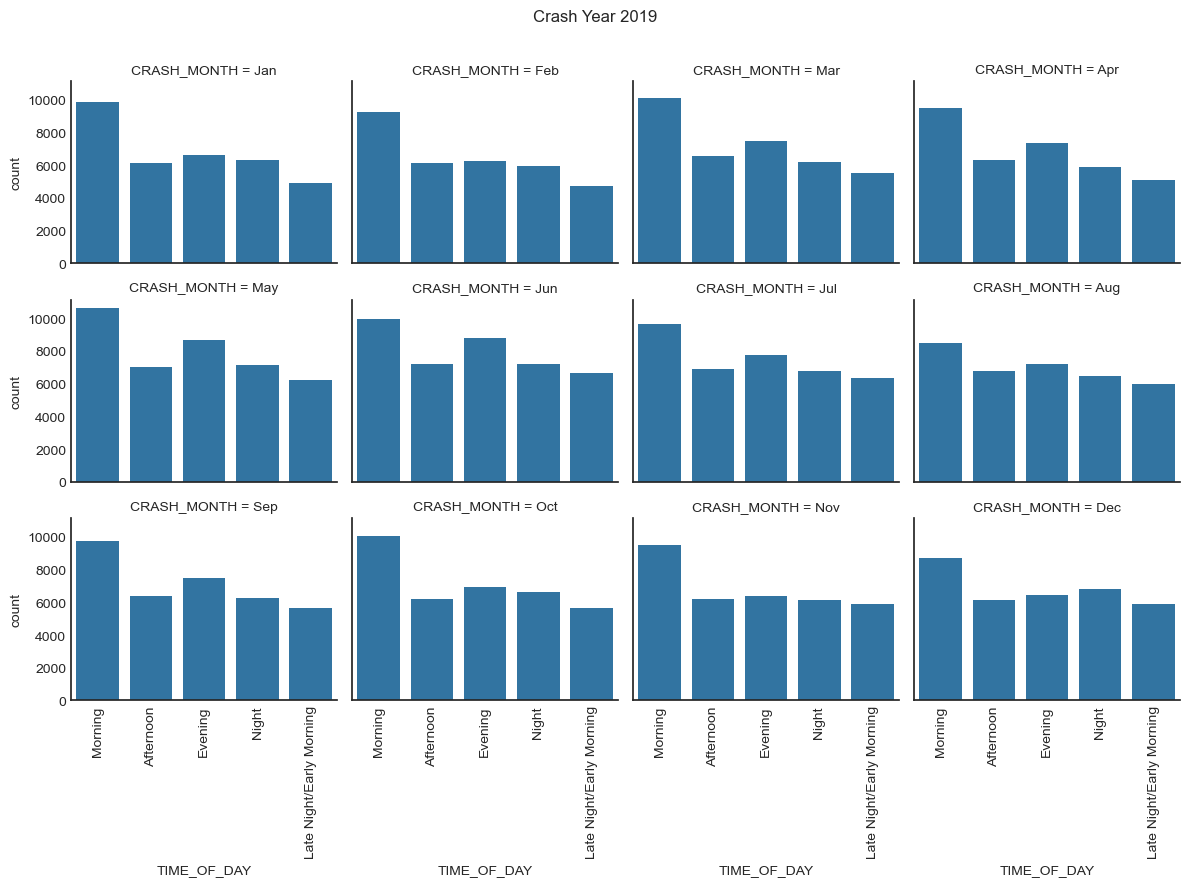 Crash Year 2019
CRASH_MONTH = Jan
CRASH_MONTH = Feb
CRASH_MONTH = Mar
CRASH_MONTH = Apr
count
10000
8000
6000
4000
2000
0
CRASH_MONTH = May
CRASH_MONTH = Jun
CRASH_MONTH = Jul
CRASH_MONTH = Aug
count
10000
8000
6000
4000
2000
0
CRASH_MONTH = Sep
CRASH_MONTH = Oct
CRASH_MONTH = Nov
CRASH_MONTH = Dec
count
10000
8000
6000
4000
2000
0
Morning
Afternoon
Evening
Night
Late Night/Early Morning
Morning
Afternoon
Evening
Night
Late Night/Early Morning
Morning
Afternoon
Evening
Night
Late Night/Early Morning
Morning
Afternoon
Evening
Night
Late Night/Early Morning
TIME_OF_DAY
TIME_OF_DAY
TIME_OF_DAY
TIME_OF_DAY